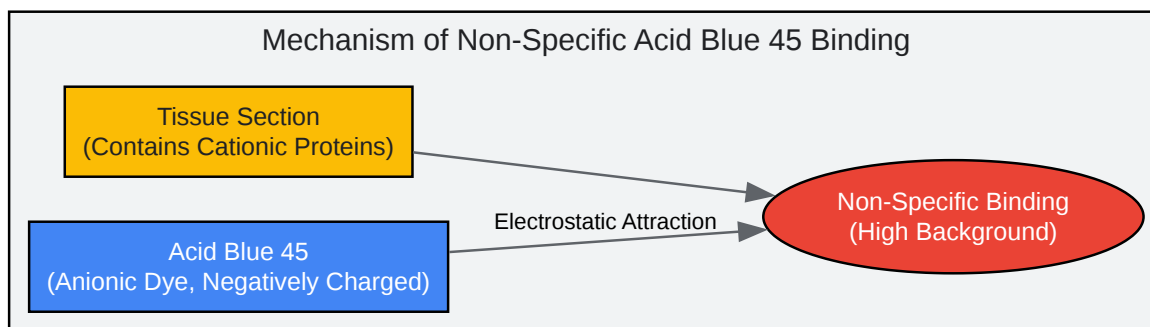 Mechanism of Non-Specific Acid Blue 45 Binding
Tissue Section
(Contains Cationic Proteins)
Acid Blue 45
(Anionic Dye, Negatively Charged)
Electrostatic Attraction
Non-Specific Binding
(High Background)